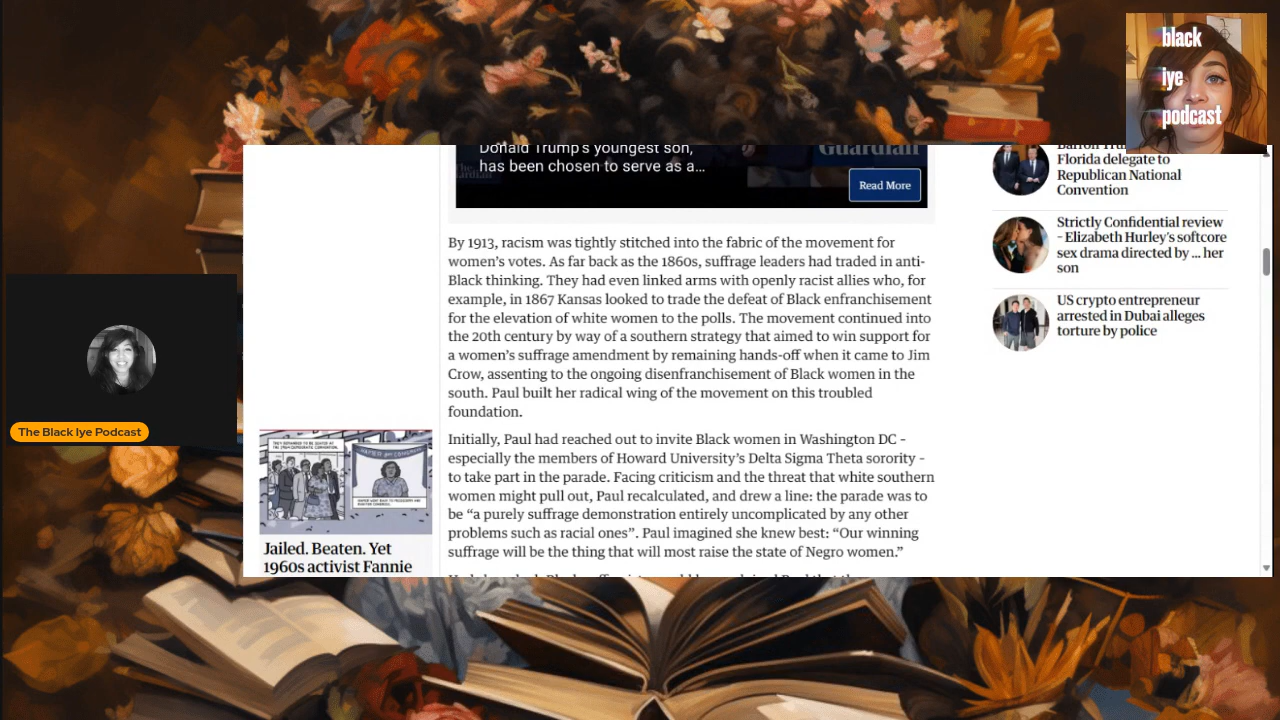 black
iye
podcast
Donald Trump's youngest son,
has been chosen to serve as a...
Guardian
Read More
Florida delegate to
Republican National
Convention
Strictly Confidential review
– Elizabeth Hurley's softcore
sex drama directed by ... her
son
US crypto entrepreneur
arrested in Dubai alleges
torture by police
By 1913, racism was tightly stitched into the fabric of the movement for
women's votes. As far back as the 1860s, suffrage leaders had traded in anti-
Black thinking. They had even linked arms with openly racist allies who, for
example, in 1867 Kansas looked to trade the defeat of Black enfranchisement
for the elevation of white women to the polls. The movement continued into
the 20th century by way of a southern strategy that aimed to win support for
a women's suffrage amendment by remaining hands-off when it came to Jim
Crow, assenting to the ongoing disenfranchisement of Black women in the
south. Paul built her radical wing of the movement on this troubled
foundation.
Initially, Paul had reached out to invite Black women in Washington DC –
especially the members of Howard University's Delta Sigma Theta sorority –
to take part in the parade. Facing criticism and the threat that white southern
women might pull out, Paul recalculated, and drew a line: the parade was to
be “a purely suffrage demonstration entirely uncomplicated by any other
problems such as racial ones”. Paul imagined she knew best: “Our winning
suffrage will be the thing that will most raise the state of Negro women.”
The Black Iye Podcast
Jailed. Beaten. Yet
1960s activist Fannie